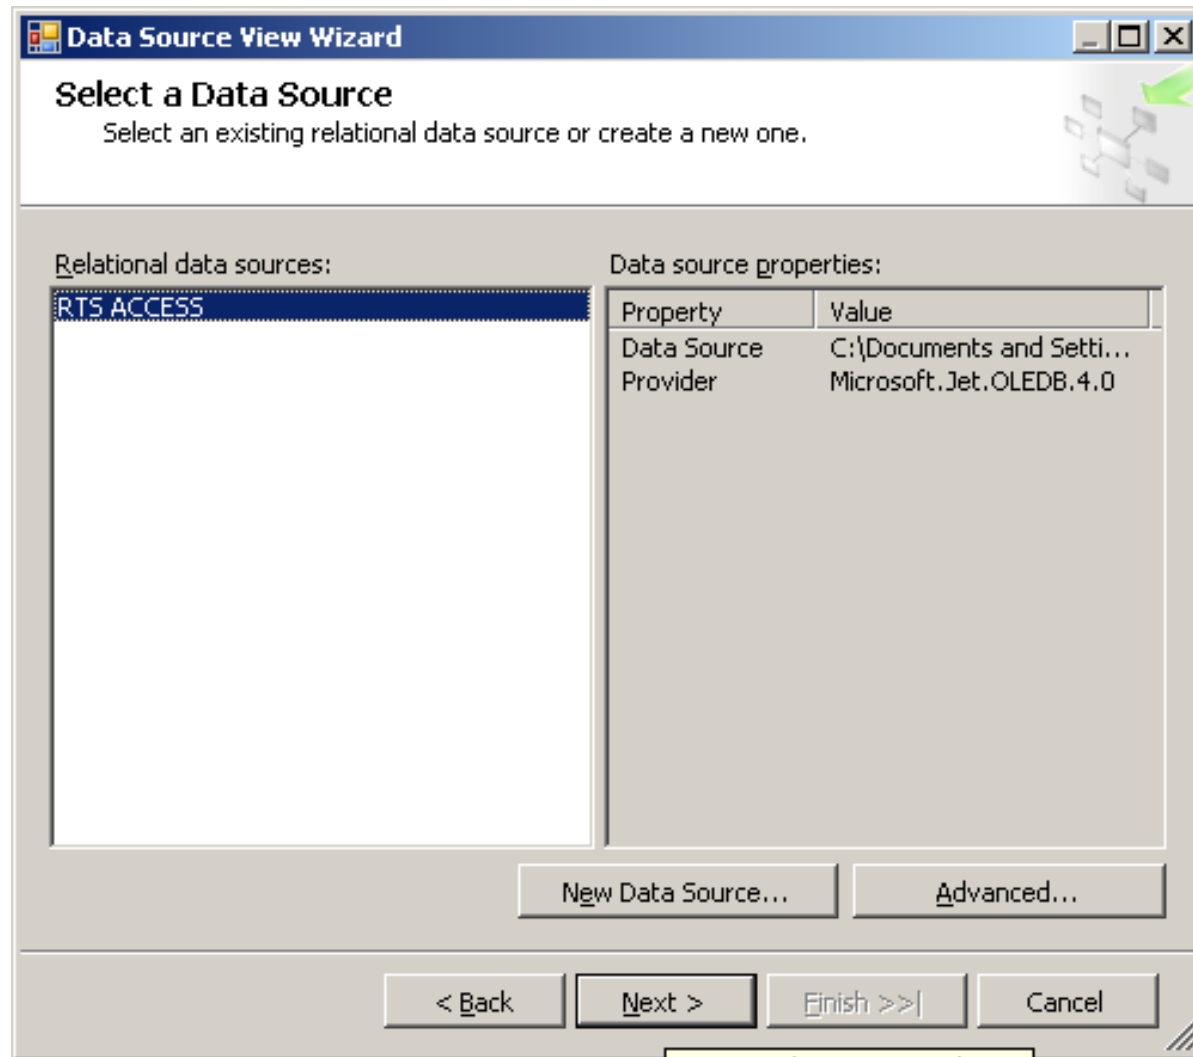 Data Source View Wizard
Select a Data Source
Select an existing relational data source or create a new one.
Relational data sources:
Data source properties:
RTS ACCESS
Property Value
Data Source C:\Documents and Setti...
Provider Microsoft.Jet.OLEDB.4.0
New Data Source... Advanced...
< Back Next > Finish >>| Cancel